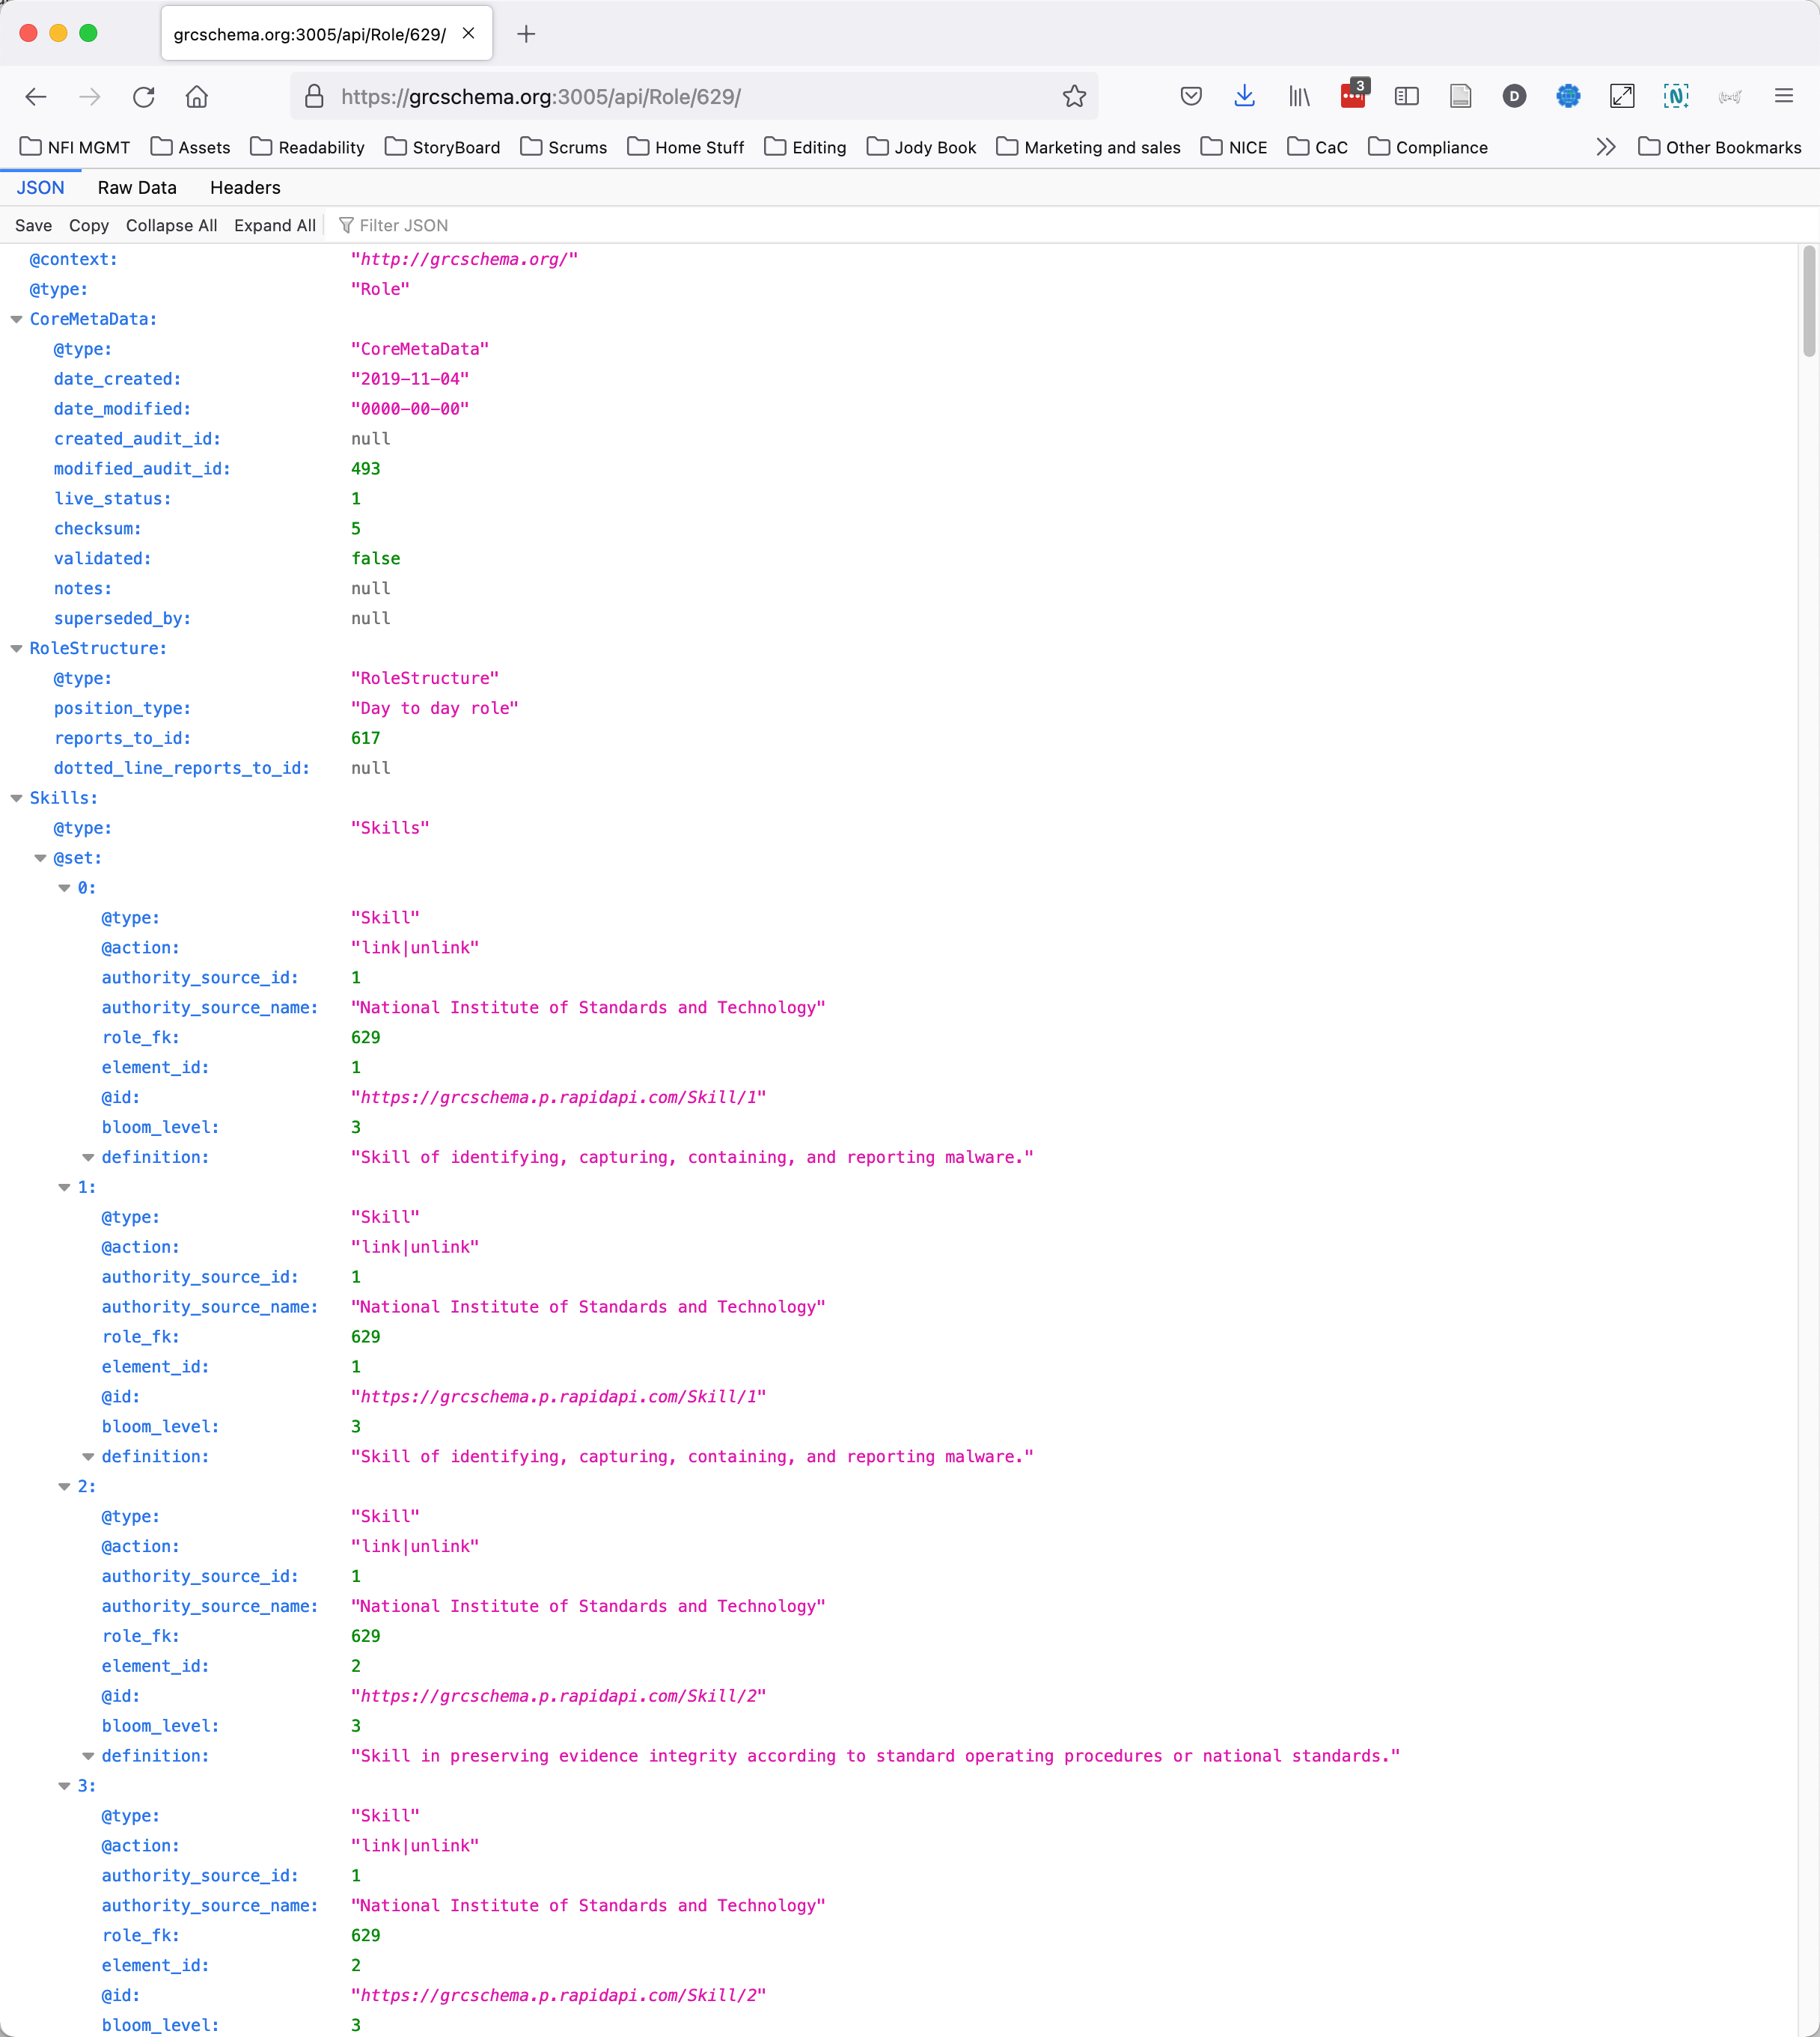 grcschema.org:3005/api/Role/629/
https://grcschema.org:3005/api/Role/629/
3
D
N
NFI MGMT Assets Readability StoryBoard Scrums Home Stuff Editing Jody Book Marketing and sales NICE CaC Compliance Other Bookmarks
JSON Raw Data Headers
Save Copy Collapse All Expand All Filter JSON
@context: "http://grcschema.org/"
@type: "Role"
CoreMetaData:
@type: "CoreMetaData"
date_created: "2019-11-04"
date_modified: "0000-00-00"
created_audit_id: null
modified_audit_id: 493
live_status: 1
checksum: 5
validated: false
notes: null
superseded_by: null
RoleStructure:
@type: "RoleStructure"
position_type: "Day to day role"
reports_to_id: 617
dotted_line_reports_to_id: null
Skills:
@type: "Skills"
@set:
0:
@type: "Skill"
@action: "link|unlink"
authority_source_id: 1
authority_source_name: "National Institute of Standards and Technology"
role_fk: 629
element_id: 1
@id: "https://grcschema.p.rapidapi.com/Skill/1"
bloom_level: 3
definition: "Skill of identifying, capturing, containing, and reporting malware."
1:
@type: "Skill"
@action: "link|unlink"
authority_source_id: 1
authority_source_name: "National Institute of Standards and Technology"
role_fk: 629
element_id: 1
@id: "https://grcschema.p.rapidapi.com/Skill/1"
bloom_level: 3
definition: "Skill of identifying, capturing, containing, and reporting malware."
2:
@type: "Skill"
@action: "link|unlink"
authority_source_id: 1
authority_source_name: "National Institute of Standards and Technology"
role_fk: 629
element_id: 2
@id: "https://grcschema.p.rapidapi.com/Skill/2"
bloom_level: 3
definition: "Skill in preserving evidence integrity according to standard operating procedures or national standards."
3:
@type: "Skill"
@action: "link|unlink"
authority_source_id: 1
authority_source_name: "National Institute of Standards and Technology"
role_fk: 629
element_id: 2
@id: "https://grcschema.p.rapidapi.com/Skill/2"
bloom_level: 3